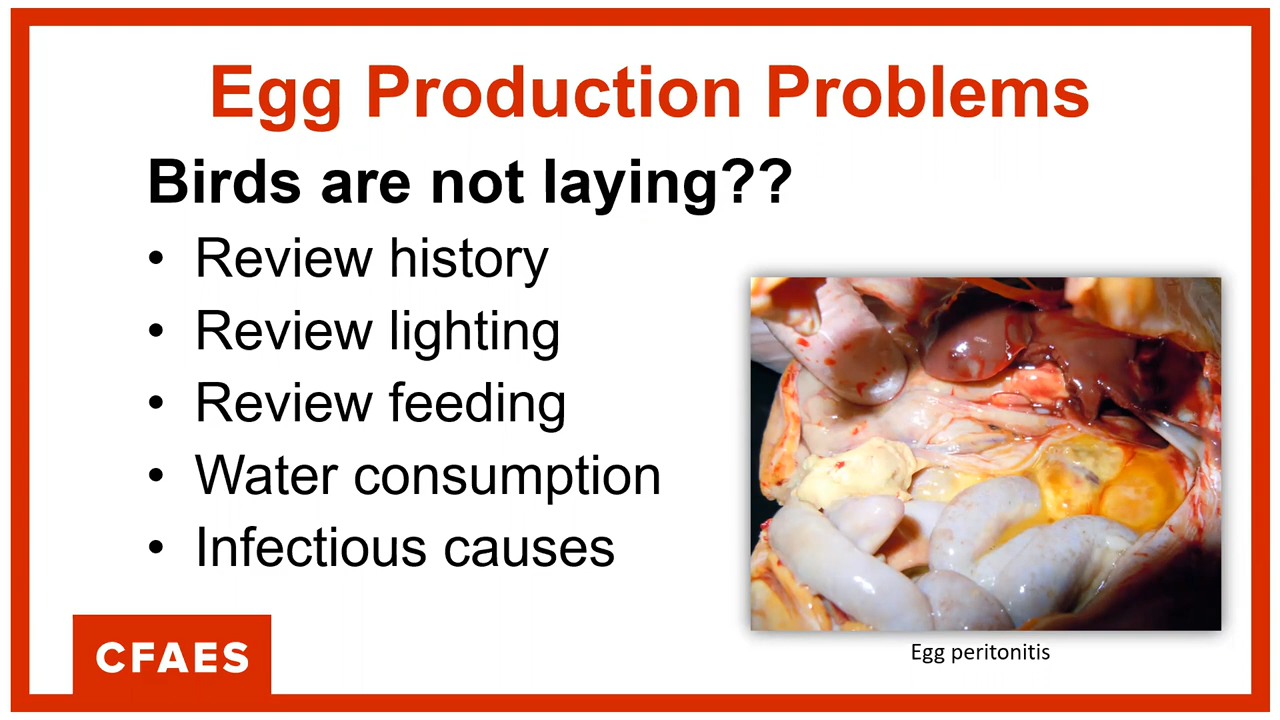 Egg Production Problems
Birds are not laying??
• Review history
• Review lighting
• Review feeding
• Water consumption
• Infectious causes
Egg peritonitis
CFAES